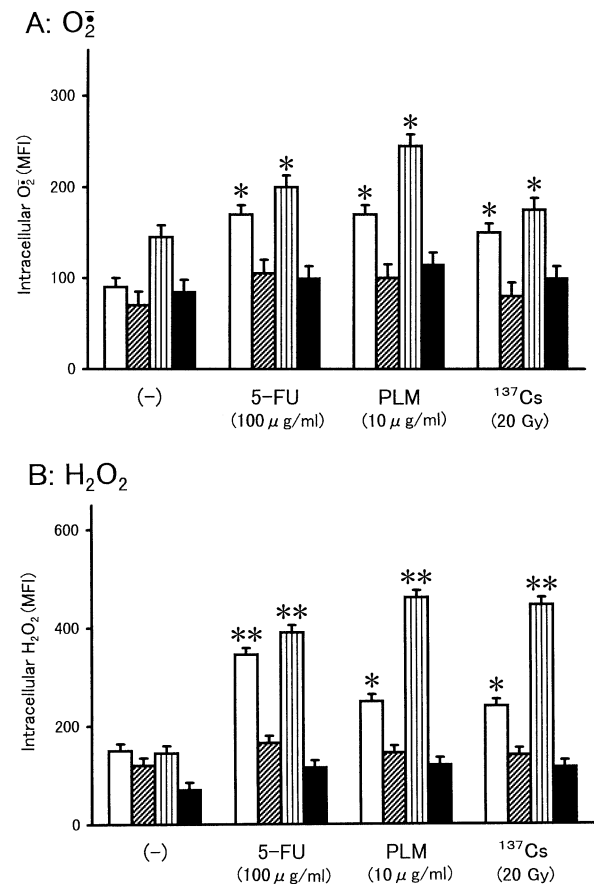 A: O₂•̄
Intracellular O₂•̄ (MFI)
300
200
100
0
* * * * * *
(-) 5-FU PLM ¹³⁷Cs
(100 μg/ml) (10 μg/ml) (20 Gy)
B: H₂O₂
Intracellular H₂O₂ (MFI)
600
400
200
0
** ** * ** * **
(-) 5-FU PLM ¹³⁷Cs
(100 μg/ml) (10 μg/ml) (20 Gy)